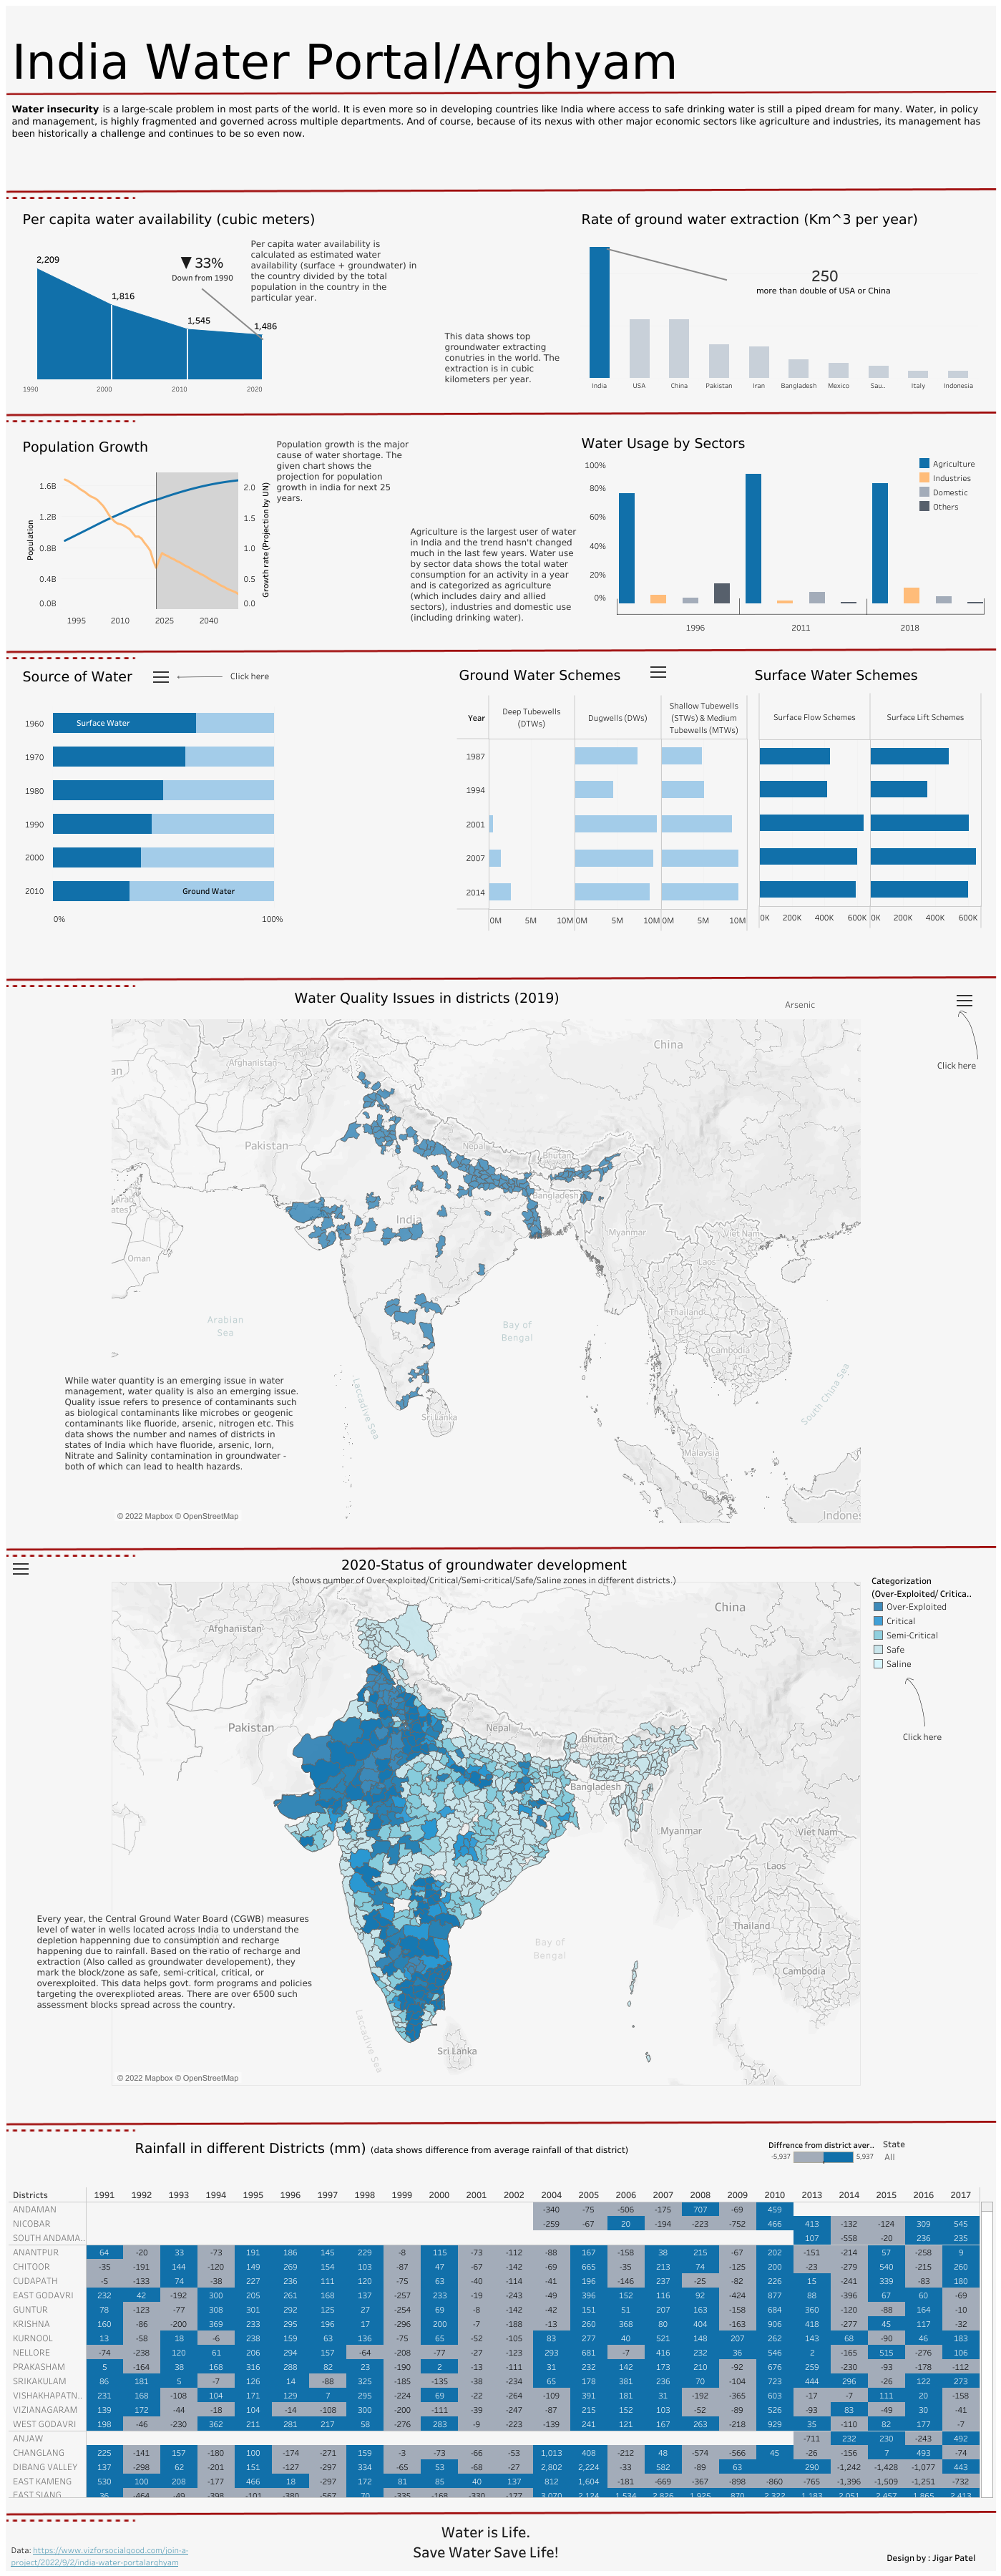 India Water Portal/Arghyam
Water insecurity is a large-scale problem in most parts of the world. It is even more so in developing countries like India where access to safe drinking water is still a piped dream for many. Water, in policy
and management, is highly fragmented and governed across multiple departments. And of course, because of its nexus with other major economic sectors like agriculture and industries, its management has
been historically a challenge and continues to be so even now.
Per capita water availability (cubic meters)
2,209
1,816
1,545
1,486
▼ 33%
Down from 1990
1990 2000 2010 2020
Per capita water availability is
calculated as estimated water
availability (surface + groundwater) in
the country divided by the total
population in the country in the
particular year.
This data shows top
groundwater extracting
conutries in the world. The
extraction is in cubic
kilometers per year.
Rate of ground water extraction (Km^3 per year)
250
more than double of USA or China
India USA China Pakistan Iran Bangladesh Mexico Sau.. Italy Indonesia
Population Growth
Population
1.6B
1.2B
0.8B
0.4B
0.0B
2.0
1.5
1.0
0.5
0.0
Growth rate (Projection by UN)
1995 2010 2025 2040
Population growth is the major
cause of water shortage. The
given chart shows the
projection for population
growth in india for next 25
years.
Agriculture is the largest user of water
in India and the trend hasn't changed
much in the last few years. Water use
by sector data shows the total water
consumption for an activity in a year
and is categorized as agriculture
(which includes dairy and allied
sectors), industries and domestic use
(including drinking water).
Water Usage by Sectors
100%
80%
60%
40%
20%
0%
1996 2011 2018
Agriculture
Industries
Domestic
Others
Source of Water
Click here
1960 Surface Water
1970
1980
1990
2000
2010 Ground Water
0% 100%
Ground Water Schemes
Year
Deep Tubewells
(DTWs)
Dugwells (DWs)
Shallow Tubewells
(STWs) & Medium
Tubewells (MTWs)
1987
1994
2001
2007
2014
0M 5M 10M 0M 5M 10M 0M 5M 10M
Surface Water Schemes
Surface Flow Schemes Surface Lift Schemes
0K 200K 400K 600K 0K 200K 400K 600K
Water Quality Issues in districts (2019)
Arsenic
Click here
China
Afghanistan
Pakistan
Nepal
Bhutan
Bangladesh
India
Oman
Myanmar
Viet Nam
Laos
Thailand
Cambodia
Arabian
Sea
Bay of
Bengal
Laccadive Sea
Sri Lanka
South China Sea
Malaysia
Indones
While water quantity is an emerging issue in water
management, water quality is also an emerging issue.
Quality issue refers to presence of contaminants such
as biological contaminants like microbes or geogenic
contaminants like fluoride, arsenic, nitrogen etc. This
data shows the number and names of districts in
states of India which have fluoride, arsenic, Iorn,
Nitrate and Salinity contamination in groundwater -
both of which can lead to health hazards.
© 2022 Mapbox © OpenStreetMap
2020-Status of groundwater development
(shows number of Over-exploited/Critical/Semi-critical/Safe/Saline zones in different districts.)
Categorization
(Over-Exploited/ Critica..
Over-Exploited
Critical
Semi-Critical
Safe
Saline
Click here
China
Afghanistan
Pakistan
Nepal
Bhutan
Bangladesh
Myanmar
Viet Nam
Laos
Thailand
Cambodia
Bay of
Bengal
Laccadive Sea
Sri Lanka
Every year, the Central Ground Water Board (CGWB) measures
level of water in wells located across India to understand the
depletion happenning due to consumption and recharge
happening due to rainfall. Based on the ratio of recharge and
extraction (Also called as groundwater developement), they
mark the block/zone as safe, semi-critical, critical, or
overexploited. This data helps govt. form programs and policies
targeting the overexploited areas. There are over 6500 such
assessment blocks spread across the country.
© 2022 Mapbox © OpenStreetMap
Rainfall in different Districts (mm) (data shows difference from average rainfall of that district)
Diffrence from district aver..
-5,937 5,937
State
All
Districts 1991 1992 1993 1994 1995 1996 1997 1998 1999 2000 2001 2002 2004 2005 2006 2007 2008 2009 2010 2013 2014 2015 2016 2017
ANDAMAN -340 -75 -506 -175 707 -69 459
NICOBAR -259 -67 20 -194 -223 -752 466 413 -132 -124 309 545
SOUTH ANDAMA.. 107 -558 -20 236 235
ANANTPUR 64 -20 33 -73 191 186 145 229 -8 115 -73 -112 -88 167 -158 38 215 -67 202 -151 -214 57 -258 9
CHITOOR -35 -191 144 -120 149 269 154 103 -87 47 -67 -142 -69 665 -35 207 74 -125 200 -23 -279 540 -215 260
CUDAPATH -5 -133 74 -38 227 236 111 120 -75 63 -40 -114 -41 296 -146 237 -25 -82 226 15 -241 339 -83 180
EAST GODAVRI 232 42 -192 300 205 261 168 137 -257 219 -19 -243 -49 396 152 116 92 -424 877 88 -396 67 60 -69
GUNTUR 78 -123 -77 308 301 292 125 27 -254 69 -2 -142 -42 151 51 207 163 -158 684 360 -120 -88 164 -10
KRISHNA 160 -86 -200 369 233 295 196 17 -296 200 -7 -188 -13 260 368 80 404 -163 906 418 -277 45 117 -32
KURNOOL 13 -58 18 -6 238 159 63 136 -75 65 -52 -105 83 277 40 521 148 207 262 143 68 -90 46 183
NELLORE -74 -238 120 61 206 294 157 -64 -208 -77 -27 -123 293 681 -7 416 232 36 546 2 -165 515 -276 106
PRAKASHAM 5 -164 38 168 316 288 82 23 -190 2 -13 -111 31 232 142 173 210 -92 676 259 -230 -93 -178 -112
SRIKAKULAM 86 181 5 -7 126 14 -88 325 -185 -135 -38 -234 65 178 381 236 70 -104 723 444 296 -26 122 273
VISHAKHAPATN.. 231 168 -108 104 171 129 7 295 -224 69 -22 -264 -109 391 181 31 -192 -365 603 -17 -7 111 20 -158
VIZIANAGARAM 139 172 -44 -18 104 -14 -108 300 -200 -111 -39 -247 -87 215 152 103 -52 -89 526 -93 83 -49 30 -41
WEST GODAVRI 198 -46 -230 362 211 281 217 58 -276 283 -9 -223 -139 241 121 167 263 -218 929 35 -110 82 177 -7
ANJAW -711 232 230 -243 492
CHANGLANG 225 -141 157 -180 100 -174 -271 159 -3 -73 -66 -53 1,013 408 -212 48 -574 -566 45 -26 -156 7 493 -74
DIBANG VALLEY 137 -298 62 -201 151 -127 -297 334 -65 53 -68 -27 2,802 2,224 -33 582 -89 63 290 -1,242 -1,428 -1,077 443
EAST KAMENG 530 100 208 -177 466 18 -297 172 81 85 40 137 812 1,604 -181 -669 -367 -898 -860 -765 -1,396 -1,509 -1,251 -732
EAST SIANG 36 -464 -49 -398 -101 -380 -567 70 -335 -168 -330 -177 3,070 2,124 1,534 2,826 1,925 870 2,322 1,183 2,051 2,457 1,865 2,413
Water is Life.
Save Water Save Life!
Data: https://www.vizforsocialgood.com/join-a-
project/2022/9/2/india-water-portalarghyam
Design by : Jigar Patel